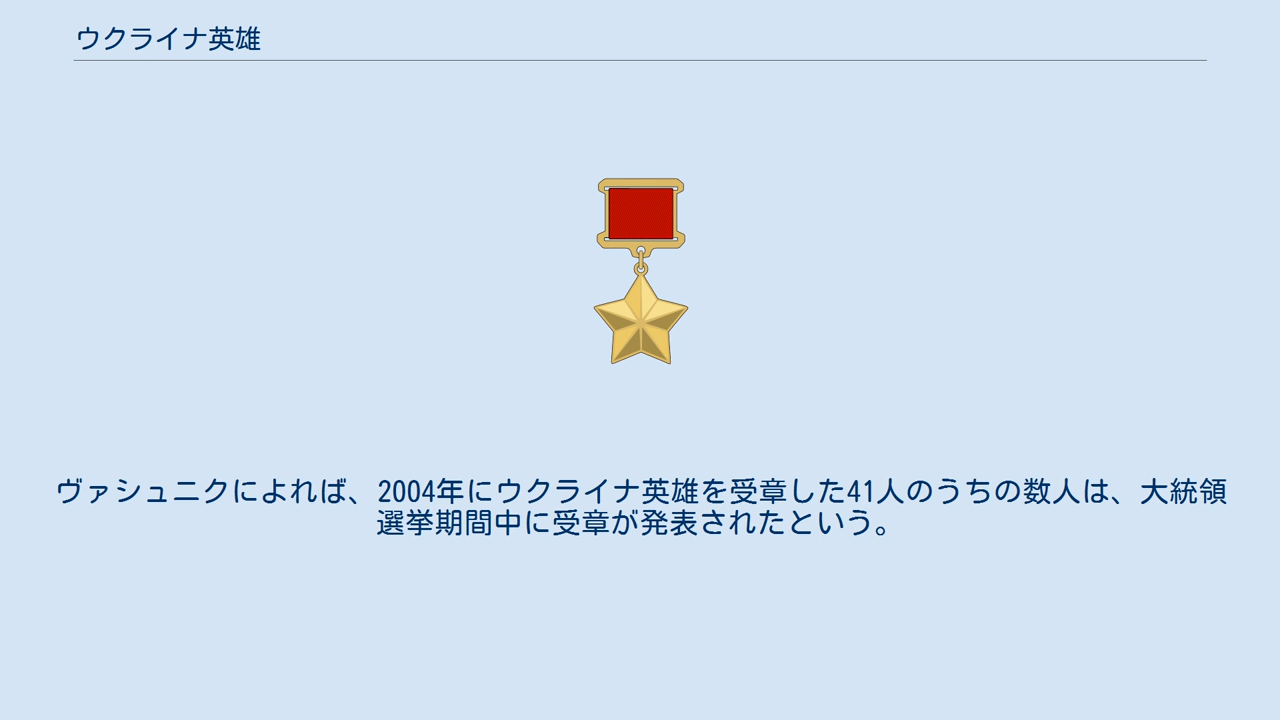 ウクライナ英雄
ヴァシュニクによれば、2004年にウクライナ英雄を受章した41人のうちの数人は、大統領
選挙期間中に受章が発表されたという。